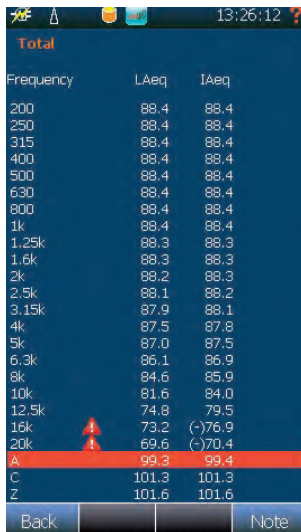 13:26:12 ?
Total
Frequency LAeq IAeq
200 88.4 88.4
250 88.4 88.4
315 88.4 88.4
400 88.4 88.4
500 88.4 88.4
630 88.4 88.4
800 88.4 88.4
1k 88.4 88.4
1.25k 88.3 88.3
1.6k 88.3 88.3
2k 88.2 88.3
2.5k 88.1 88.2
3.15k 87.9 88.1
4k 87.5 87.8
5k 87.0 87.5
6.3k 86.1 86.9
8k 84.6 85.9
10k 81.6 84.0
12.5k 74.8 79.5
16k 73.2 (-)76.9
20k 69.6 (-)70.4
A 99.3 99.4
C 101.3 101.3
Z 101.6 101.6
Back Note